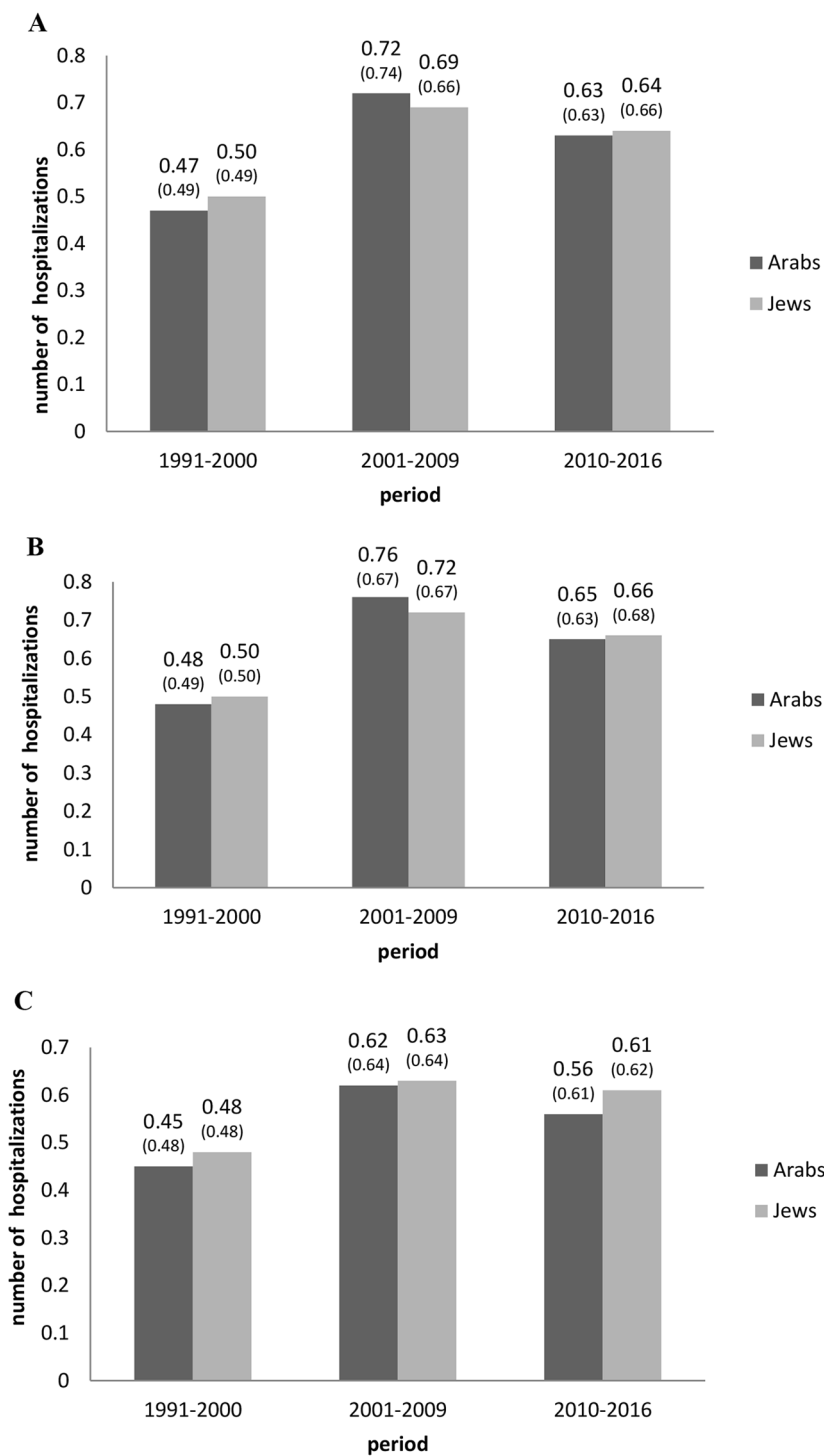 A
0.72 0.69
(0.74) (0.66)
0.8
0.63 0.64
(0.63) (0.66)
0.7
0.6
0.47 0.50
(0.49) (0.49)
0.5
0.4
0.3
0.2
0.1
0
number of hospitalizations
Arabs
Jews
1991-2000 2001-2009 2010-2016
period
B
0.76 0.72
(0.67) (0.67)
0.8
0.65 0.66
(0.63) (0.68)
0.7
0.6
0.48 0.50
(0.49) (0.50)
0.5
0.4
0.3
0.2
0.1
0
number of hospitalizations
Arabs
Jews
1991-2000 2001-2009 2010-2016
period
C
0.62 0.63
(0.64) (0.64)
0.7
0.56 0.61
(0.61) (0.62)
0.6
0.45 0.48
(0.48) (0.48)
0.5
0.4
0.3
0.2
0.1
0
number of hospitalizations
Arabs
Jews
1991-2000 2001-2009 2010-2016
period